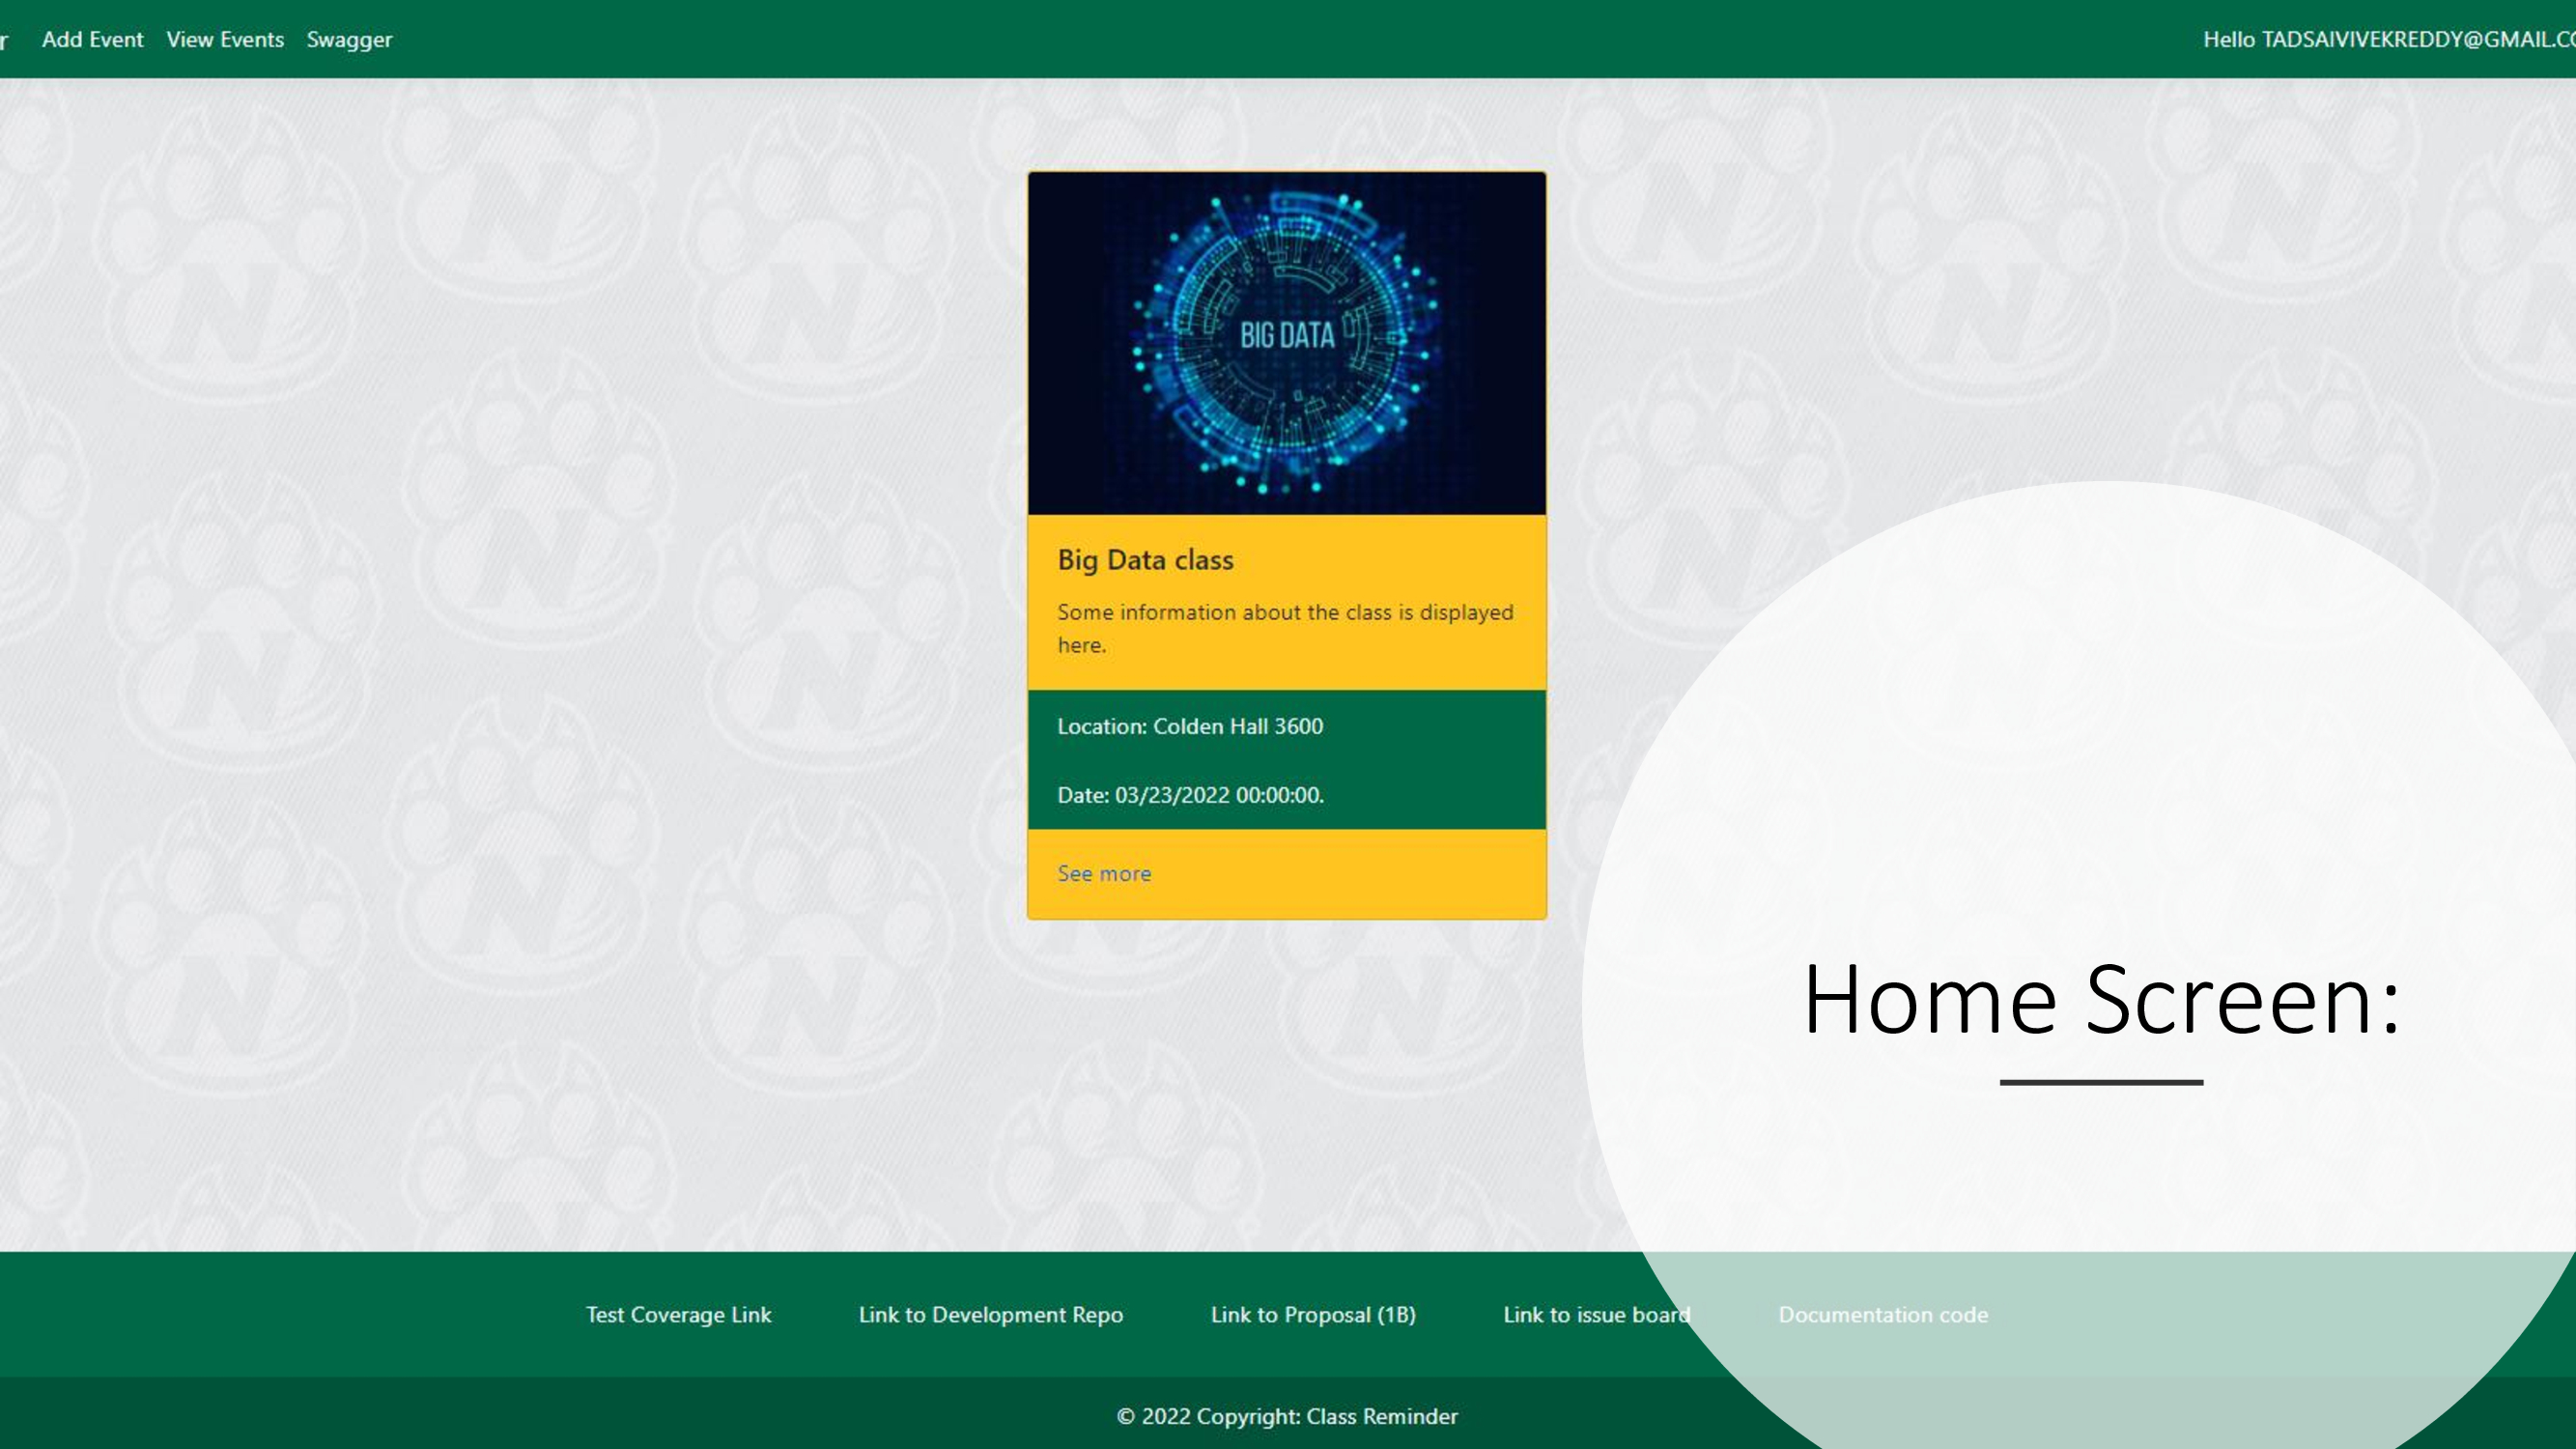 r Add Event View Events Swagger Hello TADSAIVIVEKREDDY@GMAIL.CO
BIG DATA
Big Data class
Some information about the class is displayed
here.
Location: Colden Hall 3600
Date: 03/23/2022 00:00:00.
See more
Home Screen:
Test Coverage Link Link to Development Repo Link to Proposal (1B) Link to issue board Documentation code
© 2022 Copyright: Class Reminder